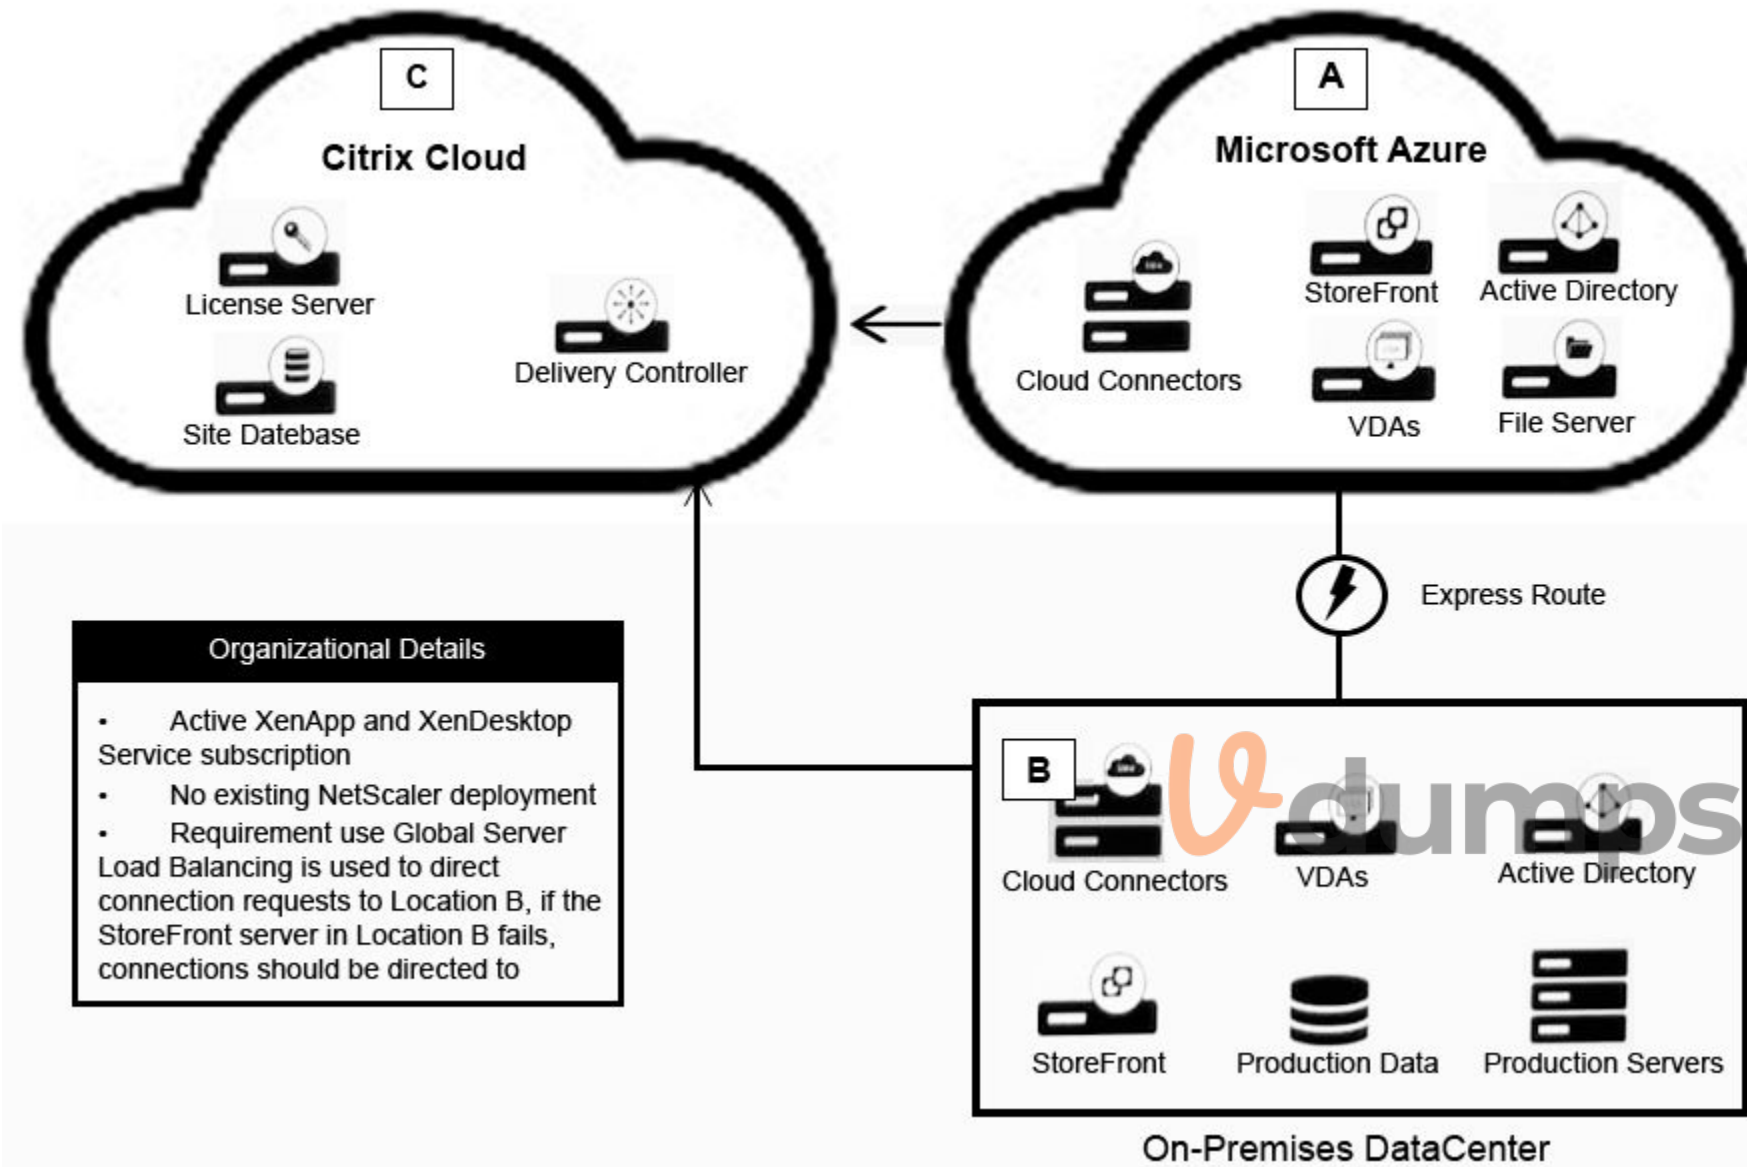 C
Citrix Cloud
License Server
Delivery Controller
Site Datebase
A
Microsoft Azure
StoreFront
Active Directory
Cloud Connectors
VDAs
File Server
Express Route
Organizational Details
• Active XenApp and XenDesktop
Service subscription
• No existing NetScaler deployment
• Requirement use Global Server
Load Balancing is used to direct
connection requests to Location B, if the
StoreFront server in Location B fails,
connections should be directed to
B
Vdumps
Cloud Connectors
VDAs
Active Directory
StoreFront
Production Data
Production Servers
On-Premises DataCenter